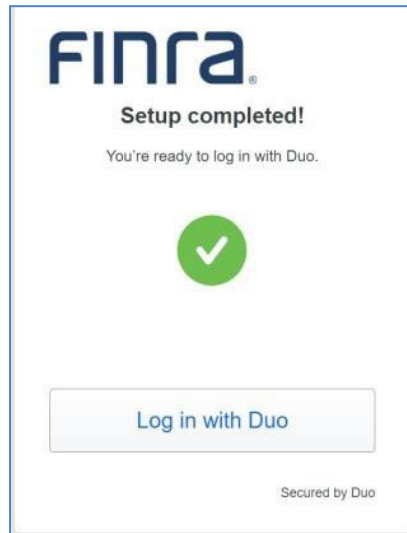 FINRA®
Setup completed!
You're ready to log in with Duo.
Log in with Duo
Secured by Duo